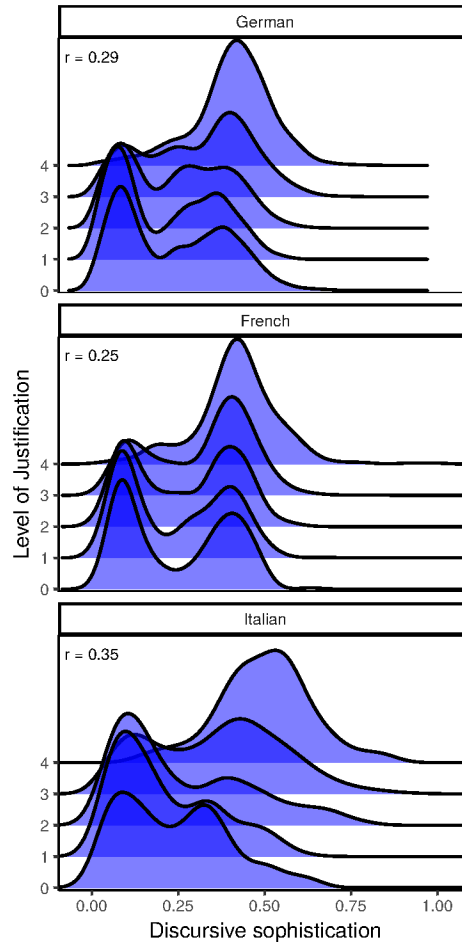 German
r = 0.29
4
3
2
1
0
French
r = 0.25
4
3
2
1
0
Italian
r = 0.35
4
3
2
1
0
Level of Justification
0.00 0.25 0.50 0.75 1.00
Discursive sophistication